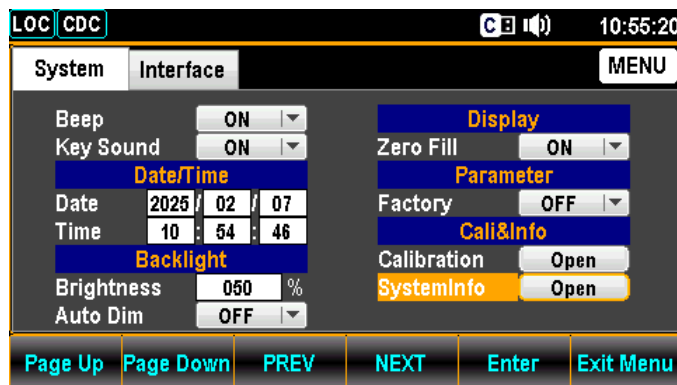 LOC CDC C 10:55:20
System Interface MENU
Beep ON
Key Sound ON
Date/Time
Date 2025 / 02 / 07
Time 10 : 54 : 46
Backlight
Brightness 050 %
Auto Dim OFF
Display
Zero Fill ON
Parameter
Factory OFF
Cali&Info
Calibration Open
SystemInfo Open
Page Up Page Down PREV NEXT Enter Exit Menu